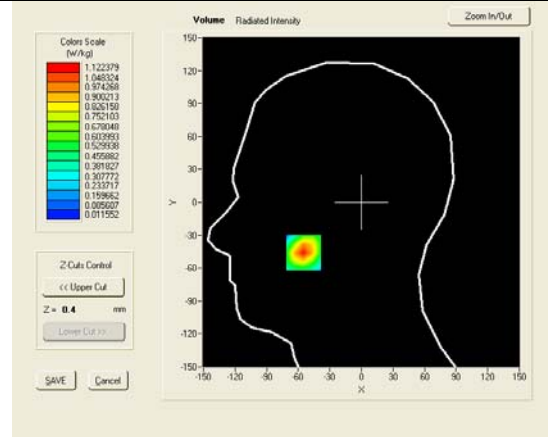 Volume Radiated Intensity
Zoom In/Out
Colors Scale
(W/kg)
1.122379
1.048324
0.974268
0.900213
0.826158
0.752103
0.678048
0.603993
0.529938
0.455882
0.381827
0.307772
0.233717
0.159662
0.085607
0.011552
Z-Cuts Control
<< Upper Cut
Z = 0.4 mm
Lower Cut >>
SAVE
Cancel
150
120
90
60
30
0
-30
-60
-90
-120
-150
Y
-150 -120 -90 -60 -30 0 30 60 90 120 150
X